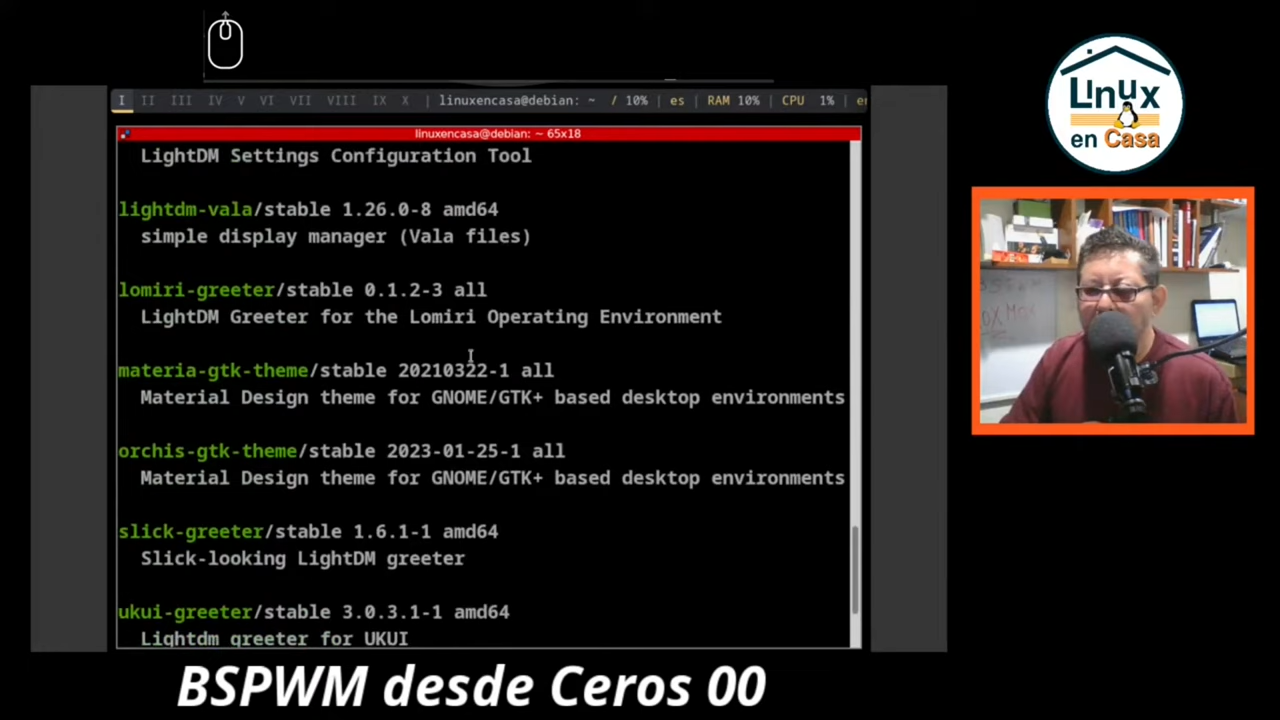 I II III IV V VI VII VIII IX X | linuxencasa@debian: ~ / 10% | es | RAM 10% | CPU 1% | en
linuxencasa@debian: ~ 65x18
LightDM Settings Configuration Tool
lightdm-vala/stable 1.26.0-8 amd64
simple display manager (Vala files)
lomiri-greeter/stable 0.1.2-3 all
LightDM Greeter for the Lomiri Operating Environment
materia-gtk-theme/stable 20210322-1 all
Material Design theme for GNOME/GTK+ based desktop environments
orchis-gtk-theme/stable 2023-01-25-1 all
Material Design theme for GNOME/GTK+ based desktop environments
slick-greeter/stable 1.6.1-1 amd64
Slick-looking LightDM greeter
ukui-greeter/stable 3.0.3.1-1 amd64
Lightdm greeter for UKUI
LInux
en Casa
BSPWM desde Ceros 00